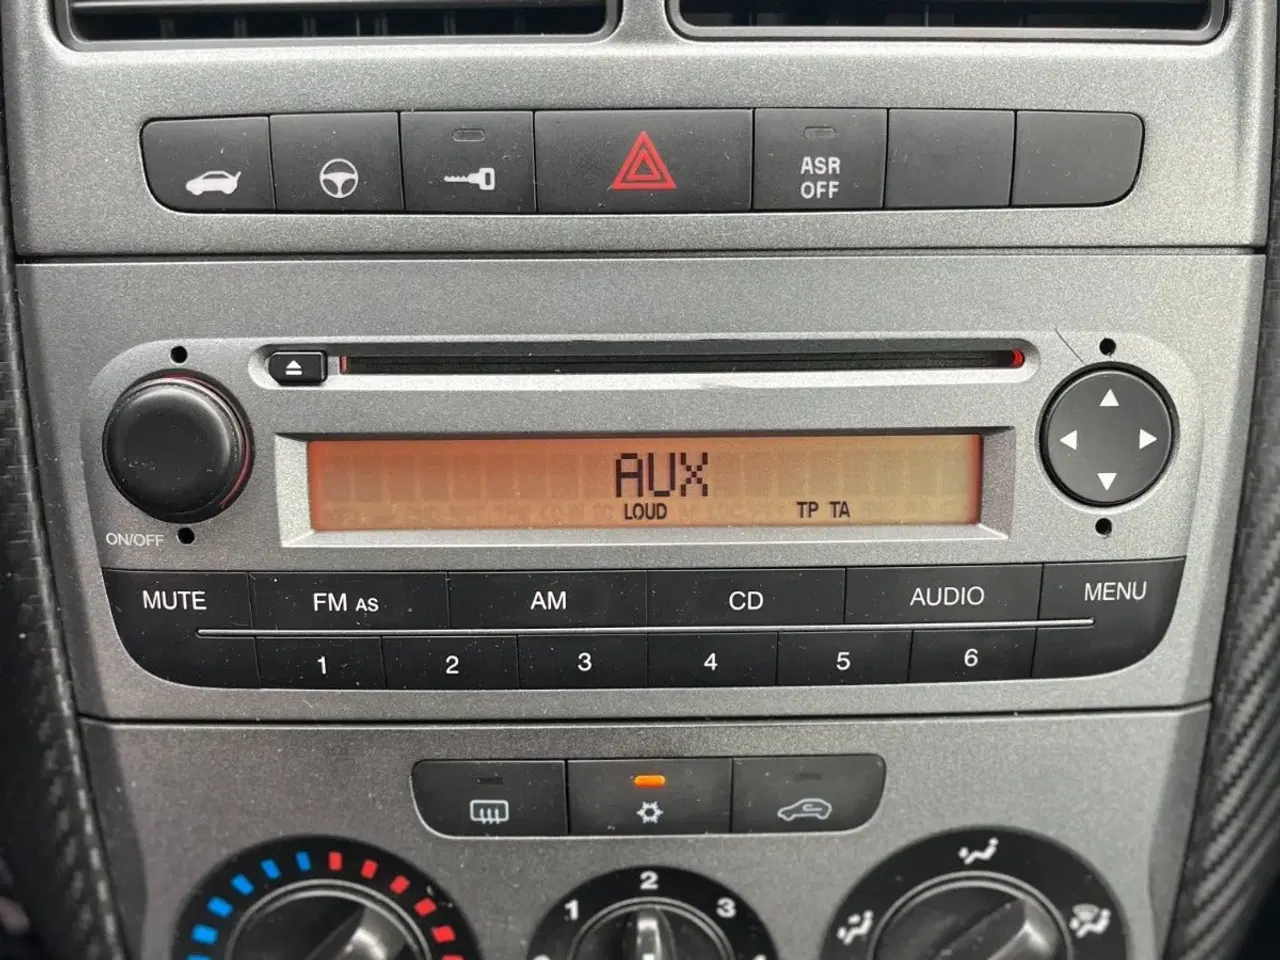 ASR
OFF
AUX
LOUD TP TA
ON/OFF
MUTE FM AS AM CD AUDIO MENU
1 2 3 4 5 6
1 2 3